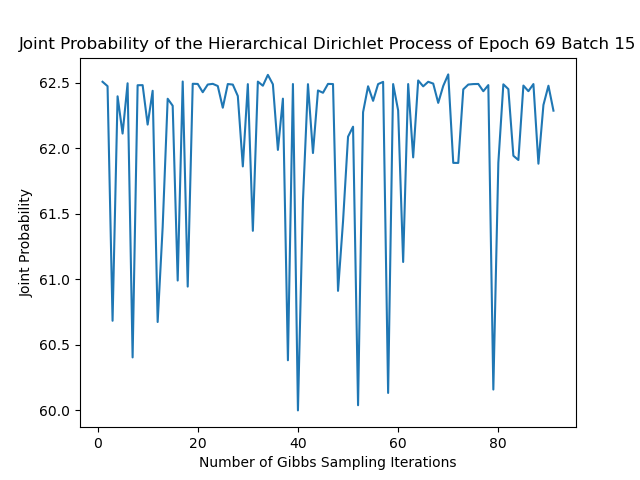 Joint Probability of the Hierarchical Dirichlet Process of Epoch 69 Batch 15
62.5
62.0
61.5
61.0
60.5
60.0
Joint Probability
0 20 40 60 80
Number of Gibbs Sampling Iterations